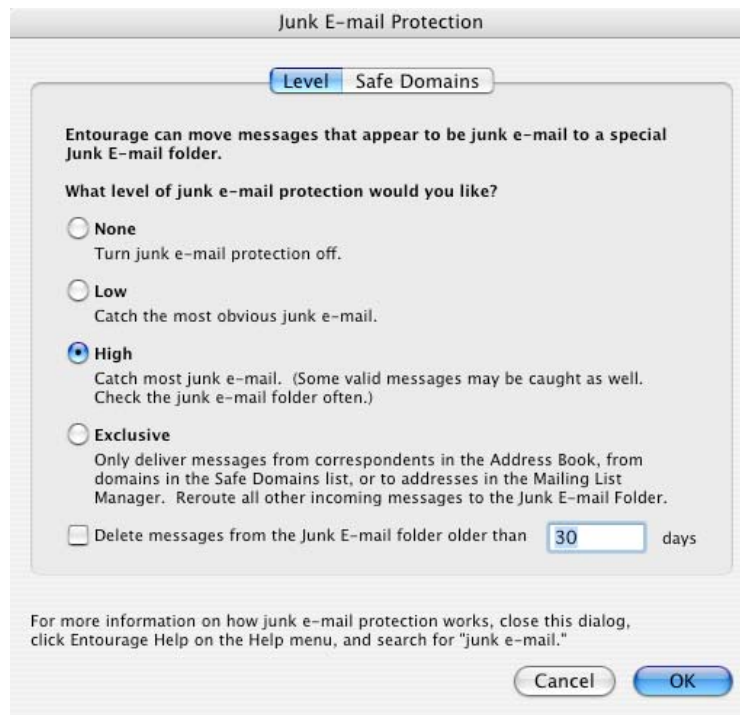 Junk E-mail Protection
Level Safe Domains
Entourage can move messages that appear to be junk e-mail to a special
Junk E-mail folder.
What level of junk e-mail protection would you like?
None
Turn junk e-mail protection off.
Low
Catch the most obvious junk e-mail.
High
Catch most junk e-mail. (Some valid messages may be caught as well.
Check the junk e-mail folder often.)
Exclusive
Only deliver messages from correspondents in the Address Book, from
domains in the Safe Domains list, or to addresses in the Mailing List
Manager. Reroute all other incoming messages to the Junk E-mail Folder.
Delete messages from the Junk E-mail folder older than 30 days
For more information on how junk e-mail protection works, close this dialog,
click Entourage Help on the Help menu, and search for "junk e-mail."
Cancel OK